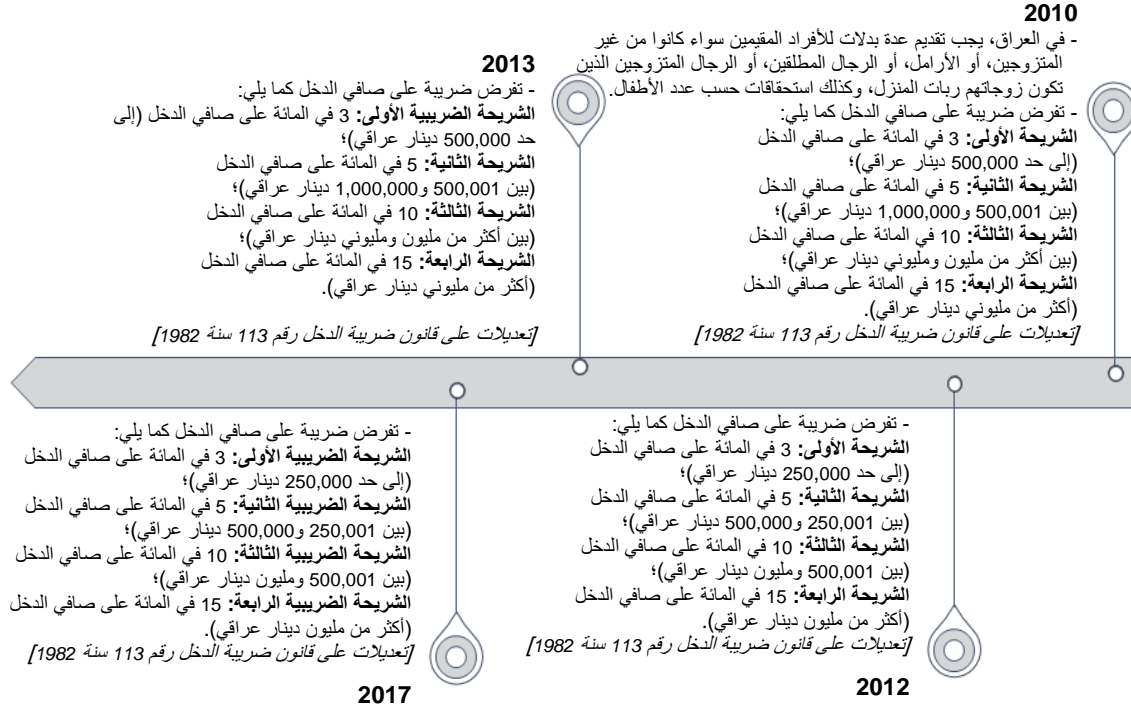 2010
- في العراق، يجب تقديم عدة بدلات للأفراد المقيمين سواء كانوا من غير
المتزوجين، أو الأرامل، أو الرجال المطلقين، أو الرجال المتزوجين الذين
تكون زوجاتهم ربات المنزل، وكذلك استحقاقات حسب عدد الأطفال.
- تفرض ضريبة على صافي الدخل كما يلي:
الشريحة الأولى: 3 في المائة على صافي الدخل
(إلى حد 500,000 دينار عراقي)؛
الشريحة الثانية: 5 في المائة على صافي الدخل
(بين 500,001 و1,000,000 دينار عراقي)؛
الشريحة الثالثة: 10 في المائة على صافي الدخل
(بين أكثر من مليون ومليوني دينار عراقي)؛
الشريحة الرابعة: 15 في المائة على صافي الدخل
(أكثر من مليوني دينار عراقي).
[تعديلات على قانون ضريبة الدخل رقم 113 سنة 1982]
- تفرض ضريبة على صافي الدخل كما يلي:
الشريحة الأولى: 3 في المائة على صافي الدخل
(إلى حد 250,000 دينار عراقي)؛
الشريحة الثانية: 5 في المائة على صافي الدخل
(بين 250,001 و500,000 دينار عراقي)؛
الشريحة الثالثة: 10 في المائة على صافي الدخل
(بين 500,001 ومليون دينار عراقي)؛
الشريحة الرابعة: 15 في المائة على صافي الدخل
(أكثر من مليون دينار عراقي).
[تعديلات على قانون ضريبة الدخل رقم 113 سنة 1982]
2012
2013
- تفرض ضريبة على صافي الدخل كما يلي:
الشريحة الضريبية الأولى: 3 في المائة على صافي الدخل (إلى
حد 500,000 دينار عراقي)؛
الشريحة الثانية: 5 في المائة على صافي الدخل
(بين 500,001 و1,000,000 دينار عراقي)؛
الشريحة الثالثة: 10 في المائة على صافي الدخل
(بين أكثر من مليون ومليوني دينار عراقي)؛
الشريحة الرابعة: 15 في المائة على صافي الدخل
(أكثر من مليوني دينار عراقي).
[تعديلات على قانون ضريبة الدخل رقم 113 سنة 1982]
- تفرض ضريبة على صافي الدخل كما يلي:
الشريحة الضريبية الأولى: 3 في المائة على صافي الدخل
(إلى حد 250,000 دينار عراقي)؛
الشريحة الضريبية الثانية: 5 في المائة على صافي الدخل
(بين 250,001 و500,000 دينار عراقي)؛
الشريحة الضريبية الثالثة: 10 في المائة على صافي الدخل
(بين 500,001 ومليون دينار عراقي)؛
الشريحة الضريبية الرابعة: 15 في المائة على صافي الدخل
(أكثر من مليون دينار عراقي).
[تعديلات على قانون ضريبة الدخل رقم 113 سنة 1982]
2017